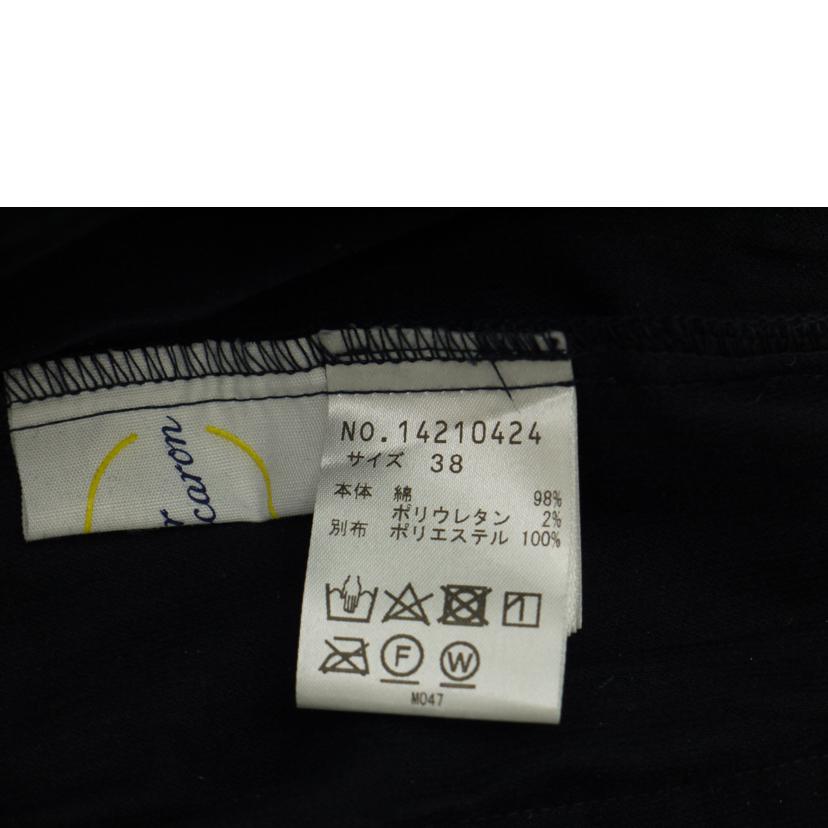 caron
NO.14210424
サイズ 38
本体 綿 98%
ポリウレタン 2%
別布 ポリエステル 100%
F W
M047